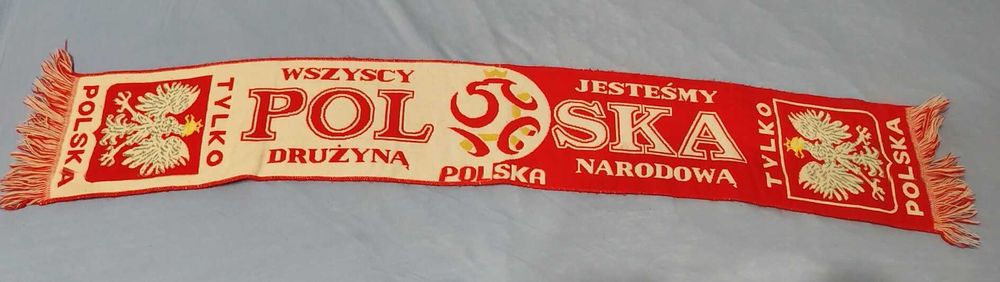 POLSKA
TYLKO
WSZYSCY JESTEŚMY
POLSKA
DRUŻYNĄ NARODOWĄ
POLSKA
TYLKO
POLSKA